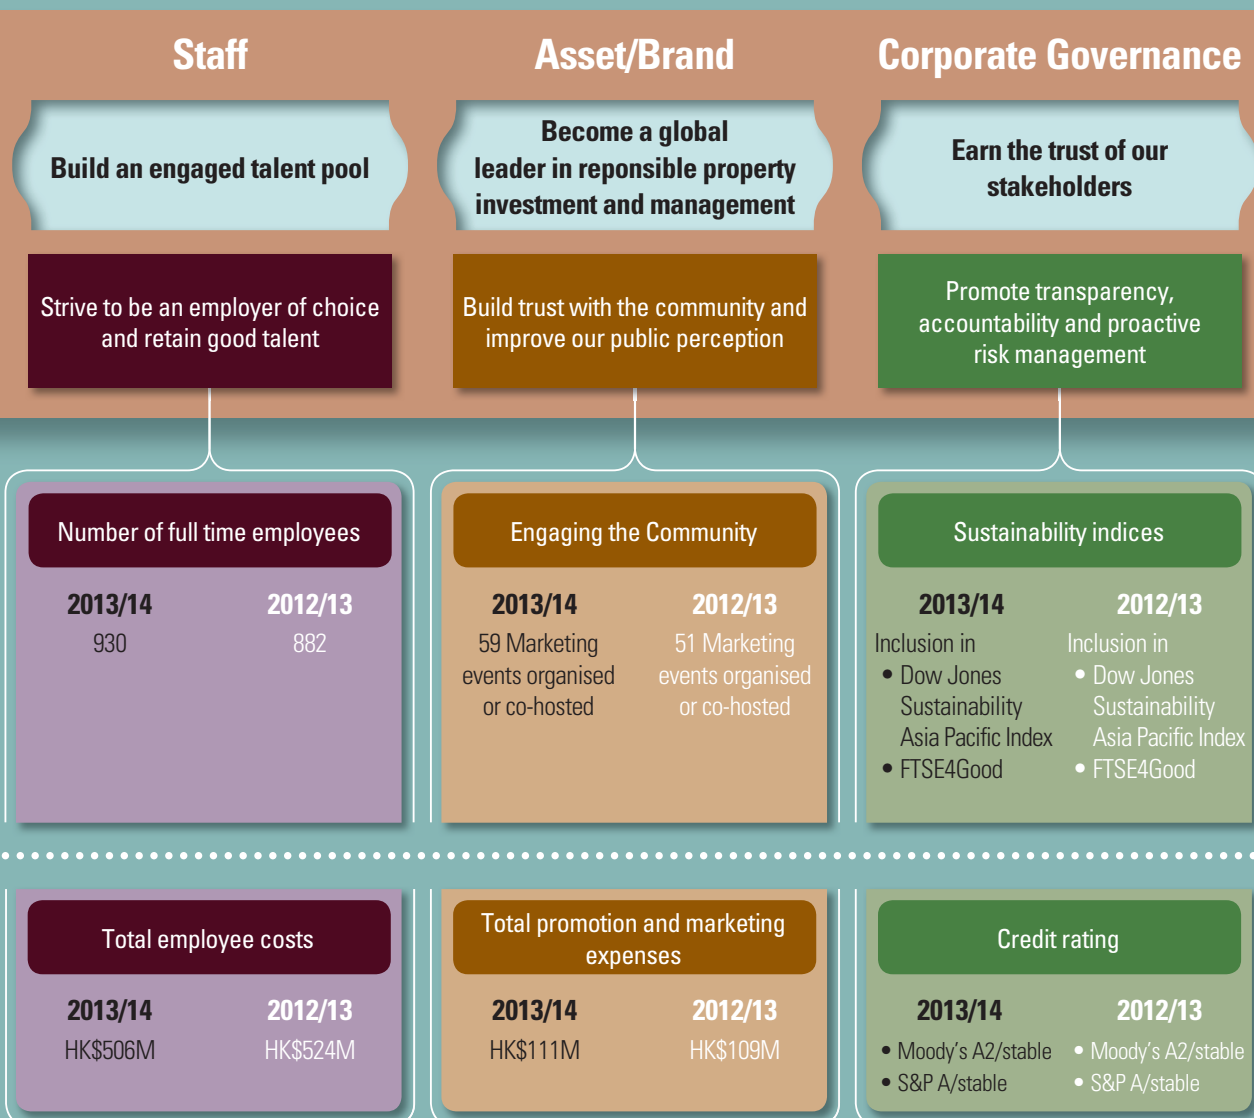 Staff
Build an engaged talent pool
Strive to be an employer of choice
and retain good talent
Number of full time employees
2013/14
930
2012/13
882
Total employee costs
2013/14
HK$506M
2012/13
HK$524M
Asset/Brand
Become a global
leader in reponsible property
investment and management
Build trust with the community and
improve our public perception
Engaging the Community
2013/14
59 Marketing
events organised
or co-hosted
2012/13
51 Marketing
events organised
or co-hosted
Total promotion and marketing
expenses
2013/14
HK$111M
2012/13
HK$109M
Corporate Governance
Earn the trust of our
stakeholders
Promote transparency,
accountability and proactive
risk management
Sustainability indices
2013/14
Inclusion in
• Dow Jones
Sustainability
Asia Pacific Index
• FTSE4Good
2012/13
Inclusion in
• Dow Jones
Sustainability
Asia Pacific Index
• FTSE4Good
Credit rating
2013/14
• Moody's A2/stable
• S&P A/stable
2012/13
• Moody's A2/stable
• S&P A/stable